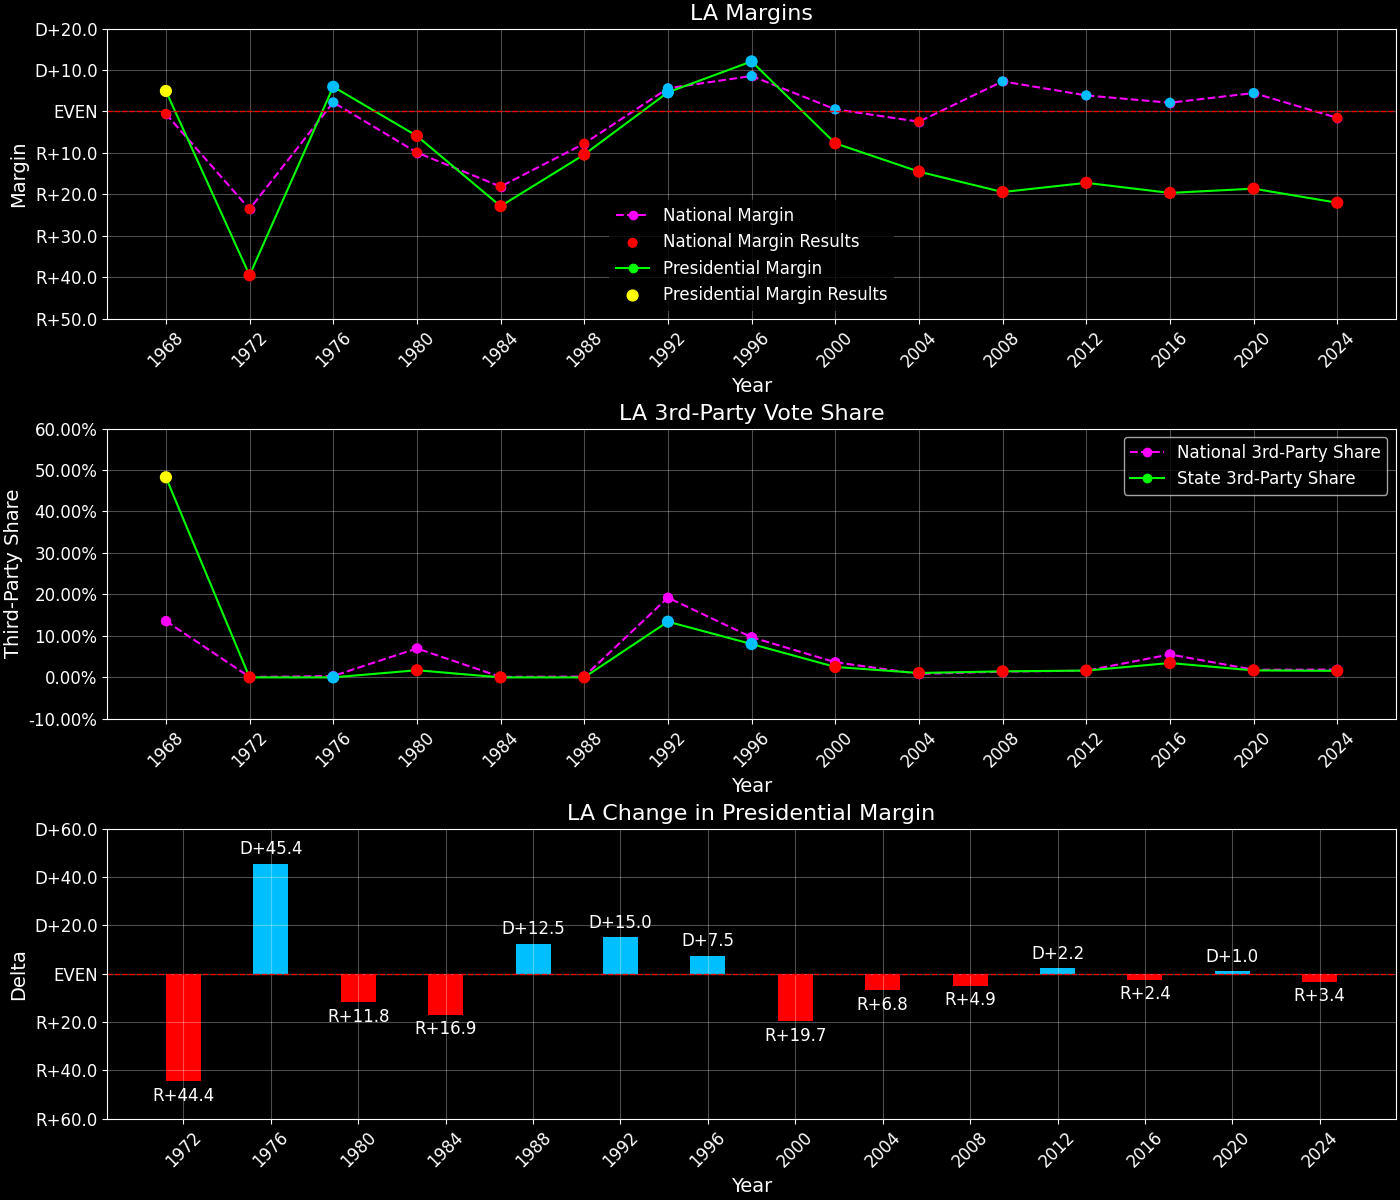 LA Margins
D+20.0
D+10.0
EVEN
R+10.0
R+20.0
R+30.0
R+40.0
R+50.0
Margin
National Margin
National Margin Results
Presidential Margin
Presidential Margin Results
1968 1972 1976 1980 1984 1988 1992 1996 2000 2004 2008 2012 2016 2020 2024
Year
LA 3rd-Party Vote Share
60.00%
50.00%
40.00%
30.00%
20.00%
10.00%
0.00%
-10.00%
Third-Party Share
National 3rd-Party Share
State 3rd-Party Share
1968 1972 1976 1980 1984 1988 1992 1996 2000 2004 2008 2012 2016 2020 2024
Year
LA Change in Presidential Margin
D+60.0
D+40.0
D+20.0
EVEN
R+20.0
R+40.0
R+60.0
Delta
R+44.4
D+45.4
R+11.8
R+16.9
D+12.5
D+15.0
D+7.5
R+19.7
R+6.8
R+4.9
D+2.2
R+2.4
D+1.0
R+3.4
1972 1976 1980 1984 1988 1992 1996 2000 2004 2008 2012 2016 2020 2024
Year